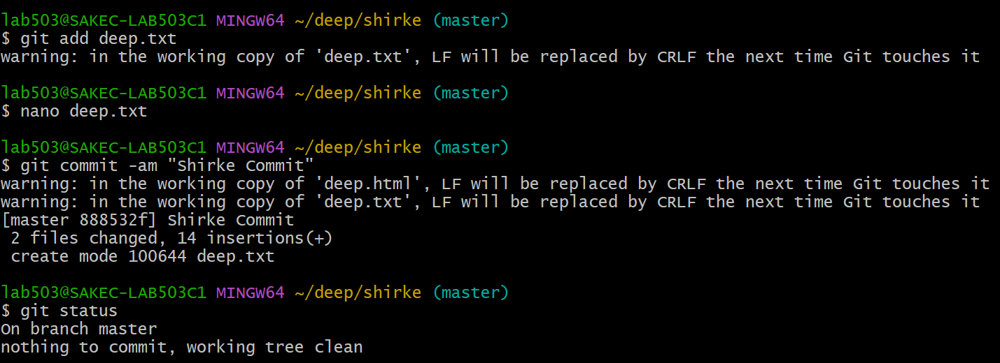 lab503@SAKEC-LAB503C1 MINGW64 ~/deep/shirke (master)
$ git add deep.txt
warning: in the working copy of 'deep.txt', LF will be replaced by CRLF the next time Git touches it
lab503@SAKEC-LAB503C1 MINGW64 ~/deep/shirke (master)
$ nano deep.txt
lab503@SAKEC-LAB503C1 MINGW64 ~/deep/shirke (master)
$ git commit -am "Shirke Commit"
warning: in the working copy of 'deep.html', LF will be replaced by CRLF the next time Git touches it
warning: in the working copy of 'deep.txt', LF will be replaced by CRLF the next time Git touches it
[master 888532f] Shirke Commit
 2 files changed, 14 insertions(+)
 create mode 100644 deep.txt
lab503@SAKEC-LAB503C1 MINGW64 ~/deep/shirke (master)
$ git status
On branch master
nothing to commit, working tree clean